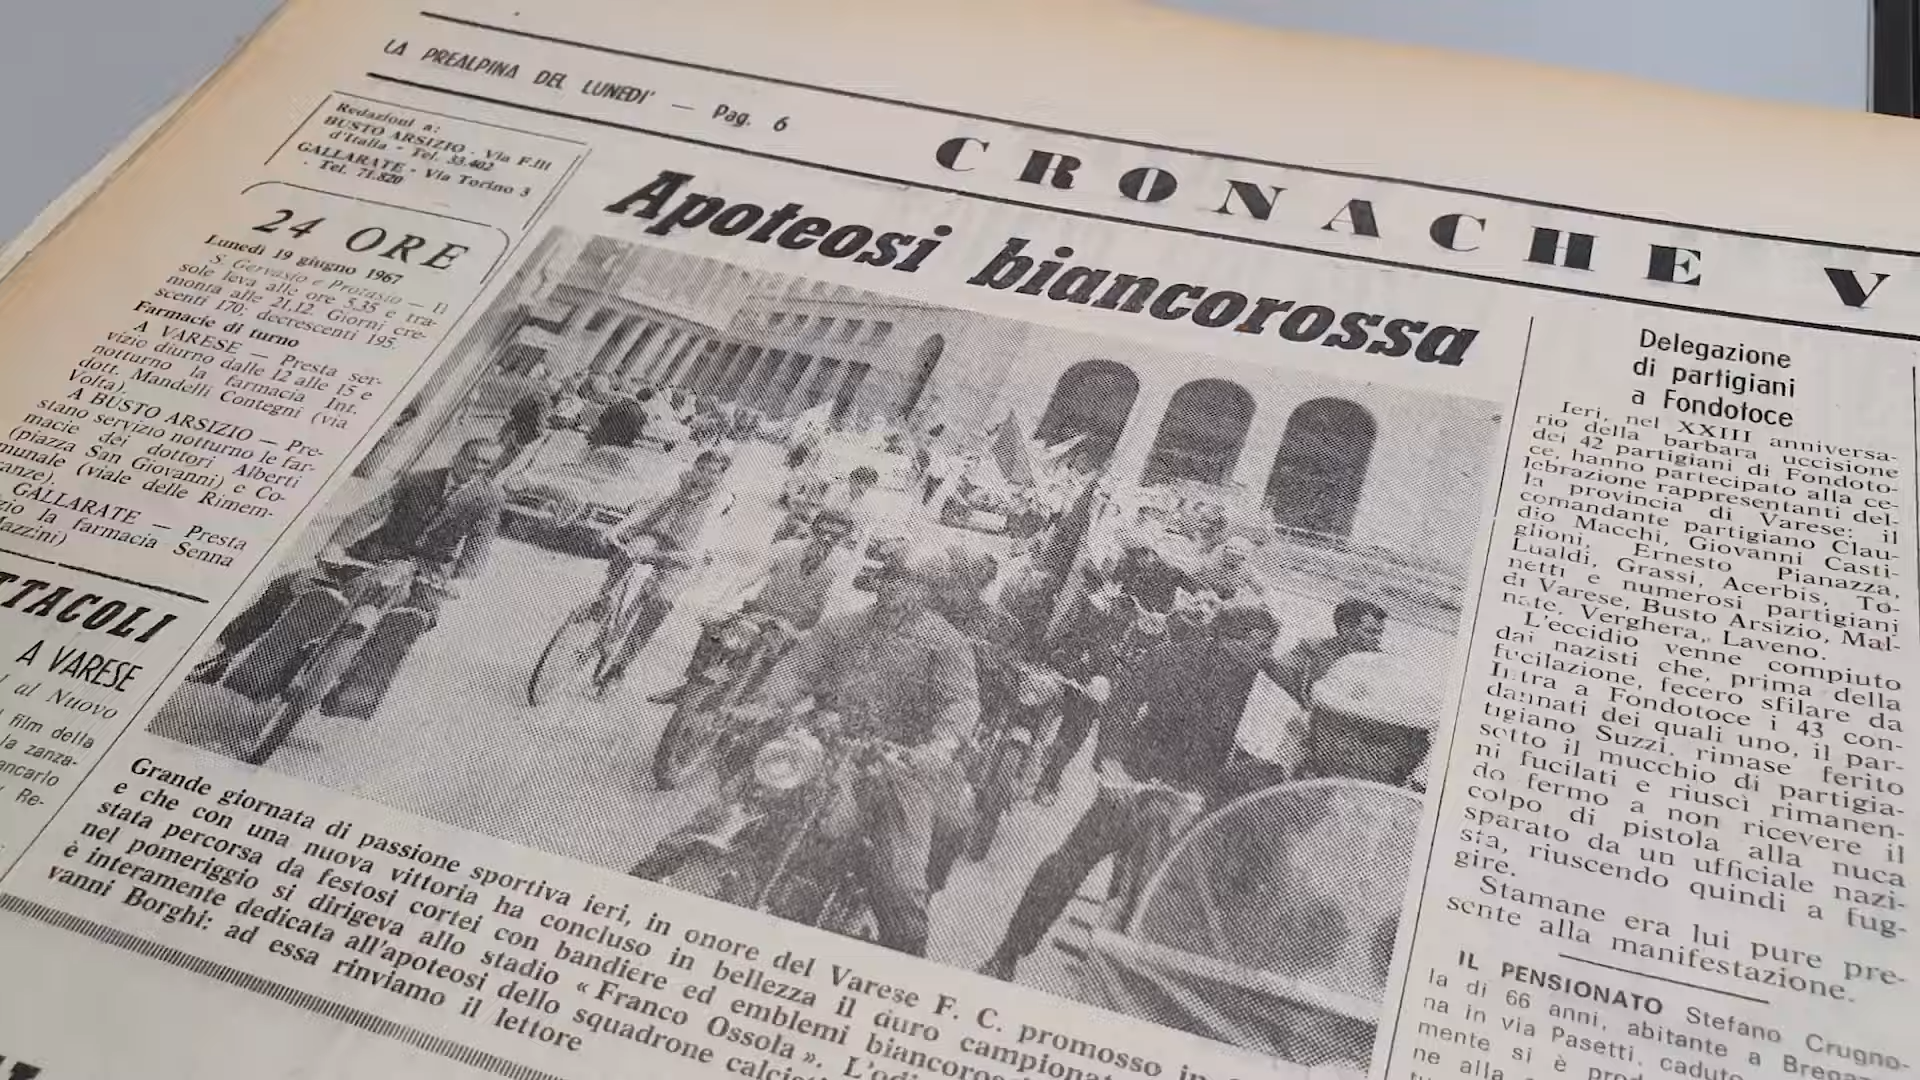 LA PREALPINA DEL LUNEDI' — Pag. 6
CRONACHE V
Redazioni a:
BUSTO ARSIZIO - Via F.lli
d'Italia - Tel. 33.402
GALLARATE - Via Torino 3
- Tel. 71.820
24 ORE
Lunedì 19 giugno 1967
S. Gervasio e Protasio — Il
sole leva alle ore 5,35 e tra-
monta alle 21,12. Giorni cre-
scenti 170; decrescenti 195.
Farmacie di turno
A VARESE — Presta ser-
vizio diurno dalle 12 alle 15 e
notturno la farmacia Int.
dott. Mandelli Contegni (via
Volta).
A BUSTO ARSIZIO — Pre-
stano servizio notturno le far-
macie dei dottori Alberti
(piazza San Giovanni) e Co-
munale (viale delle Rimem-
anze).
GALLARATE — Presta
zio la farmacia Senna
Mazzini)
TTACOLI
A VARESE
al Nuovo
film della
la zanza-
ancarlo
Re-
Apoteosi biancorossa
Grande giornata di passione sportiva ieri, in onore del Varese F. C. promosso in
e che con una nuova vittoria ha concluso in bellezza il duro campionat
stata percorsa da festosi cortei con bandiere ed emblemi biancoros
nel pomeriggio si dirigeva allo stadio « Franco Ossola ». L'odi
è interamente dedicata all'apoteosi dello squadrone calcist
vanni Borghi: ad essa rinviamo il lettore
Delegazione
di partigiani
a Fondotoce
Ieri, nel XXIII anniversa-
rio della barbara uccisione
dei 42 partigiani di Fondoto-
ce, hanno partecipato alla ce-
lebrazione rappresentanti del-
la provincia di Varese: il
comandante partigiano Clau-
dio Macchi, Giovanni Casti-
glioni, Ernesto Pianazza,
Lualdi, Grassi, Acerbis, To-
netti e numerosi partigiani
di Varese, Busto Arsizio, Mal-
nate, Verghera, Laveno.
L'eccidio venne compiuto
dai nazisti che, prima della
fucilazione, fecero sfilare da
Intra a Fondotoce i 43 con-
dannati dei quali uno, il par-
tigiano Suzzi, rimase ferito
sotto il mucchio di partigia-
ni fucilati e riuscì rimanen-
do fermo a non ricevere il
colpo di pistola alla nuca
sparato da un ufficiale nazi-
sta, riuscendo quindi a fug-
gire.
Stamane era lui pure pre-
sente alla manifestazione.
IL PENSIONATO Stefano Crugno-
la di 66 anni, abitante a Bregaz
na in via Pasetti, caduto
mente si è prod
ne alla